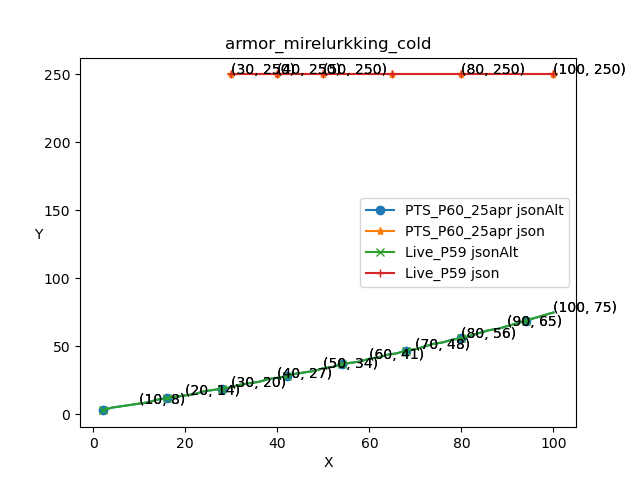 armor_mirelurkking_cold
250
(30, 250)
(40, 250)
(50, 250)
(80, 250)
(100, 250)
200
150
100
50
0
Y
PTS_P60_25apr jsonAlt
PTS_P60_25apr json
Live_P59 jsonAlt
Live_P59 json
(100, 75)
(90, 65)
(80, 56)
(70, 48)
(60, 41)
(50, 34)
(40, 27)
(30, 20)
(20, 14)
(10, 8)
0 20 40 60 80 100
X